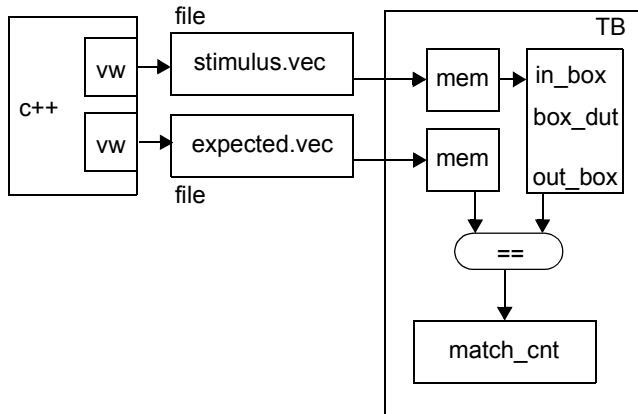 file
TB
vw
stimulus.vec
mem
in_box
c++
box_dut
vw
expected.vec
mem
out_box
file
==
match_cnt